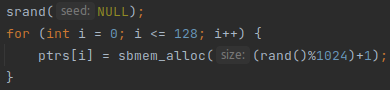 srand( seed: NULL);
for (int i = 0; i <= 128; i++) {
ptrs[i] = sbmem_alloc( size: (rand()%1024)+1);
}